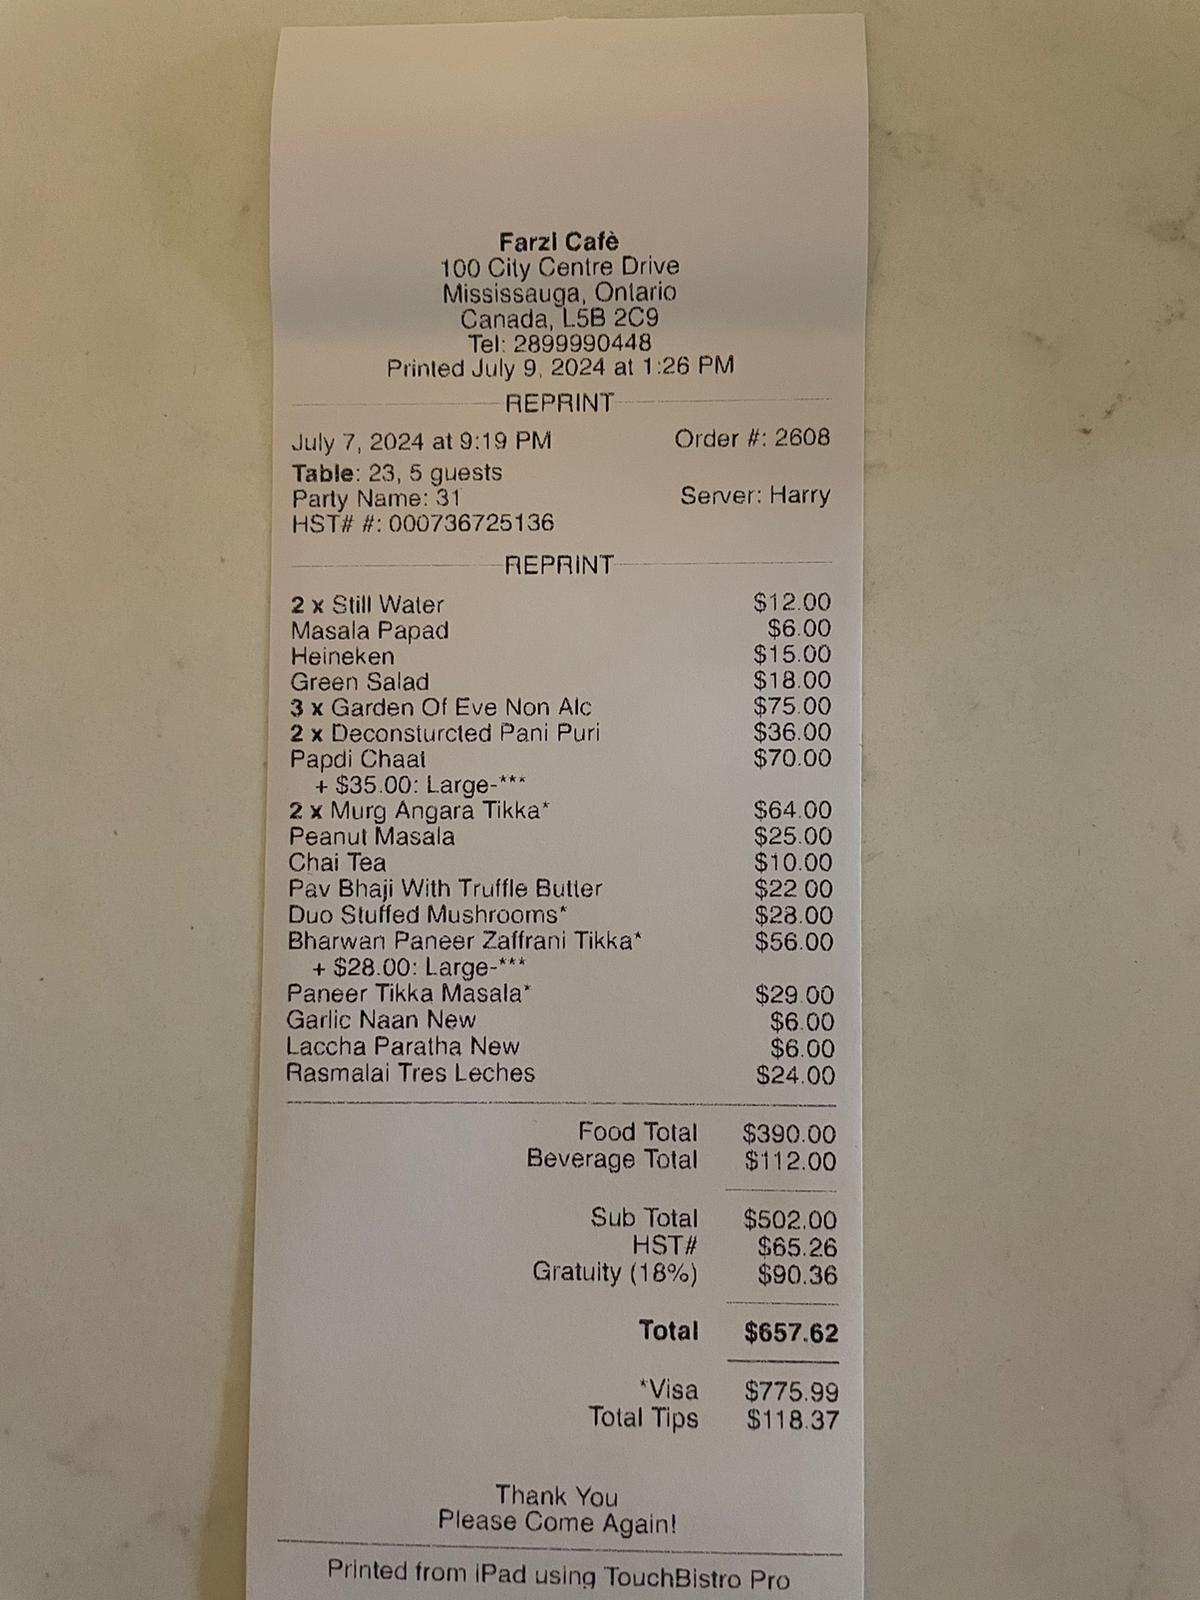 Farzi Cafè
100 City Centre Drive
Mississauga, Ontario
Canada, L5B 2C9
Tel: 2899990448
Printed July 9, 2024 at 1:26 PM
REPRINT
July 7, 2024 at 9:19 PM Order #: 2608
Table: 23, 5 guests
Party Name: 31 Server: Harry
HST# #: 000736725136
REPRINT
2 x Still Water $12.00
Masala Papad $6.00
Heineken $15.00
Green Salad $18.00
3 x Garden Of Eve Non Alc $75.00
2 x Deconsturcted Pani Puri $36.00
Papdi Chaat $70.00
+ $35.00: Large-***
2 x Murg Angara Tikka* $64.00
Peanut Masala $25.00
Chai Tea $10.00
Pav Bhaji With Truffle Butter $22.00
Duo Stuffed Mushrooms* $28.00
Bharwan Paneer Zaffrani Tikka* $56.00
+ $28.00: Large-***
Paneer Tikka Masala* $29.00
Garlic Naan New $6.00
Laccha Paratha New $6.00
Rasmalai Tres Leches $24.00
Food Total $390.00
Beverage Total $112.00
Sub Total $502.00
HST# $65.26
Gratuity (18%) $90.36
Total $657.62
*Visa $775.99
Total Tips $118.37
Thank You
Please Come Again!
Printed from iPad using TouchBistro Pro